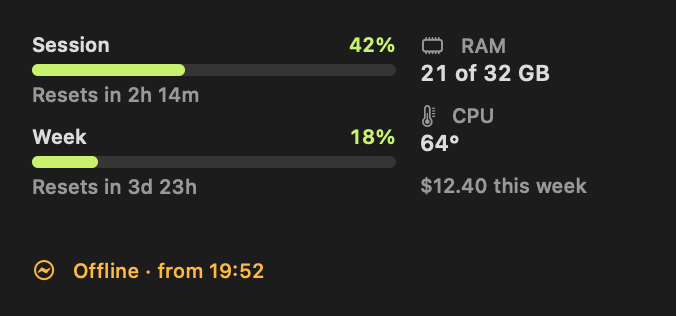 Session 42%
Resets in 2h 14m
Week 18%
Resets in 3d 23h
RAM
21 of 32 GB
CPU
64°
$12.40 this week
Offline · from 19:52